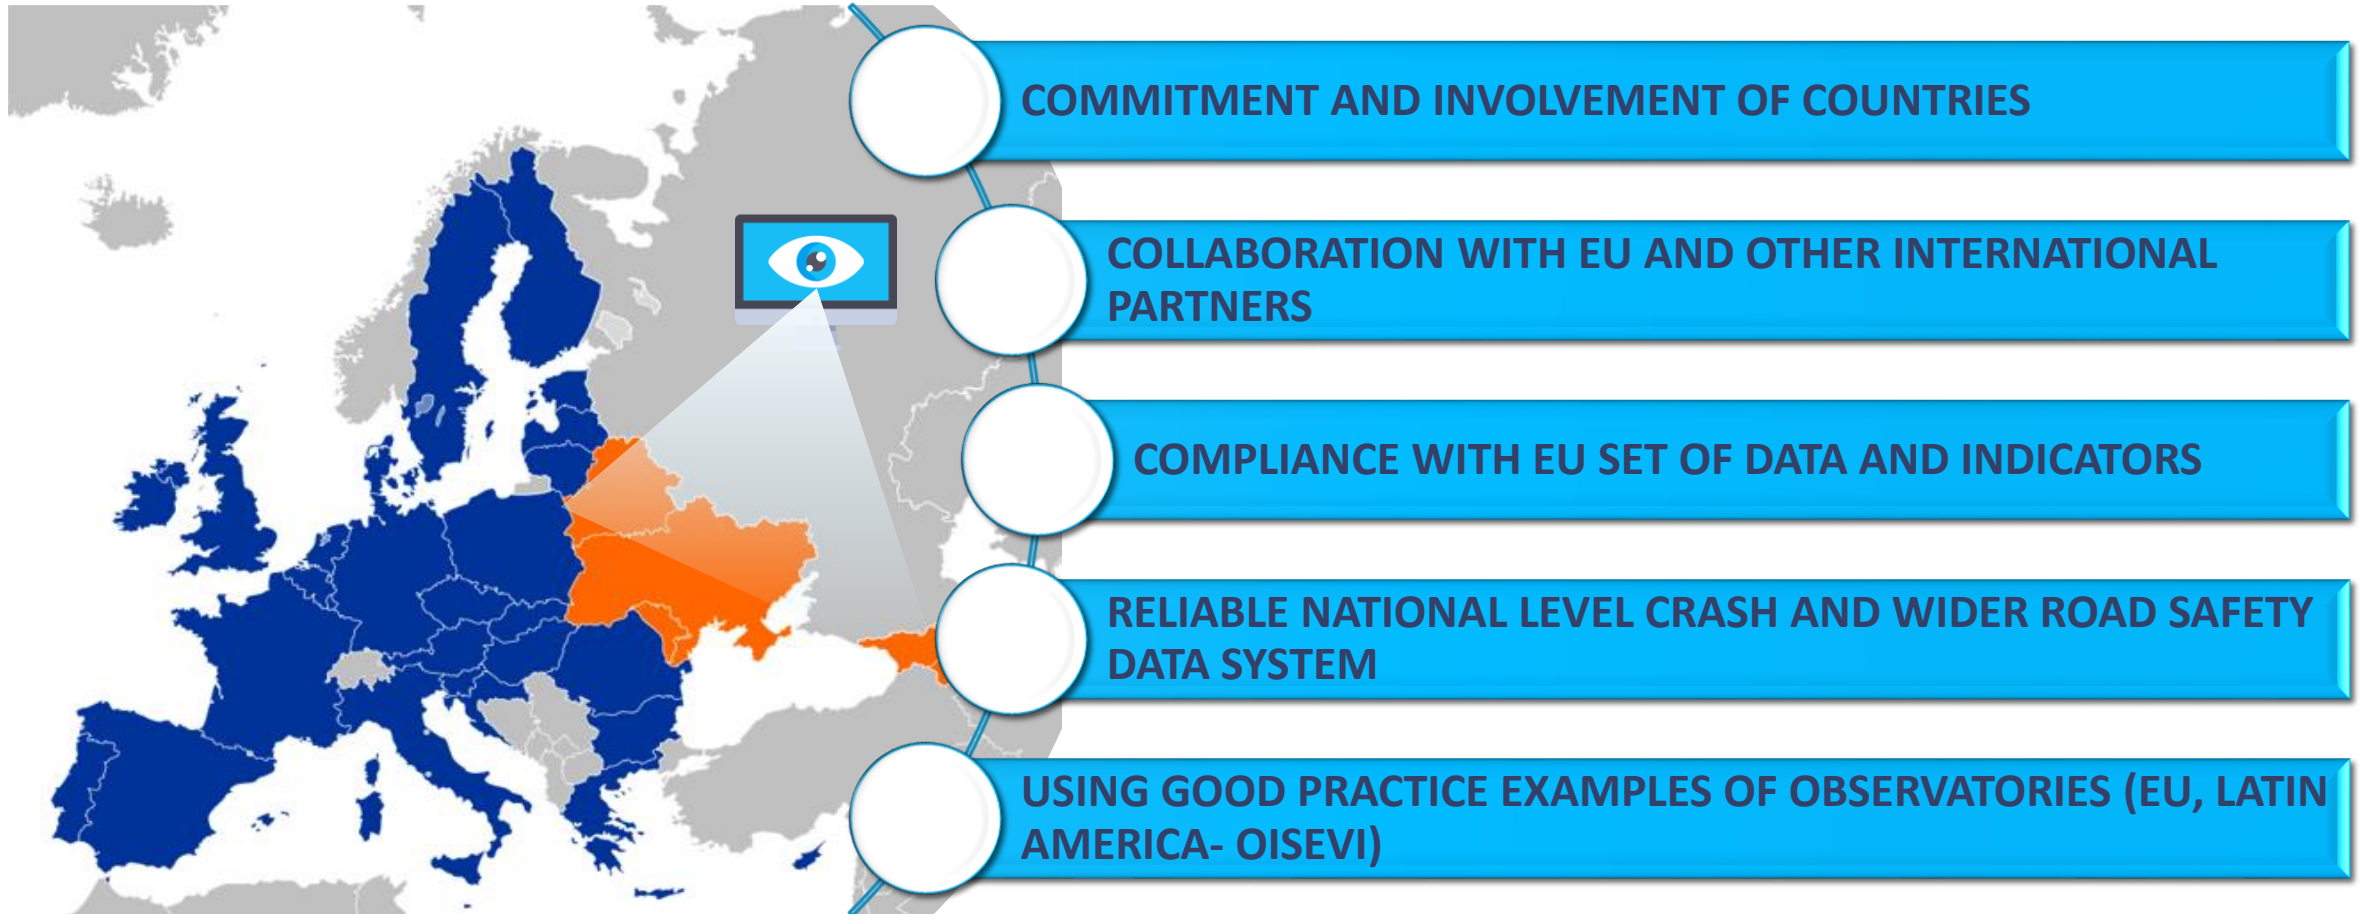 COMMITMENT AND INVOLVEMENT OF COUNTRIES
COLLABORATION WITH EU AND OTHER INTERNATIONAL
PARTNERS
COMPLIANCE WITH EU SET OF DATA AND INDICATORS
RELIABLE NATIONAL LEVEL CRASH AND WIDER ROAD SAFETY
DATA SYSTEM
USING GOOD PRACTICE EXAMPLES OF OBSERVATORIES (EU, LATIN
AMERICA- OISEVI)